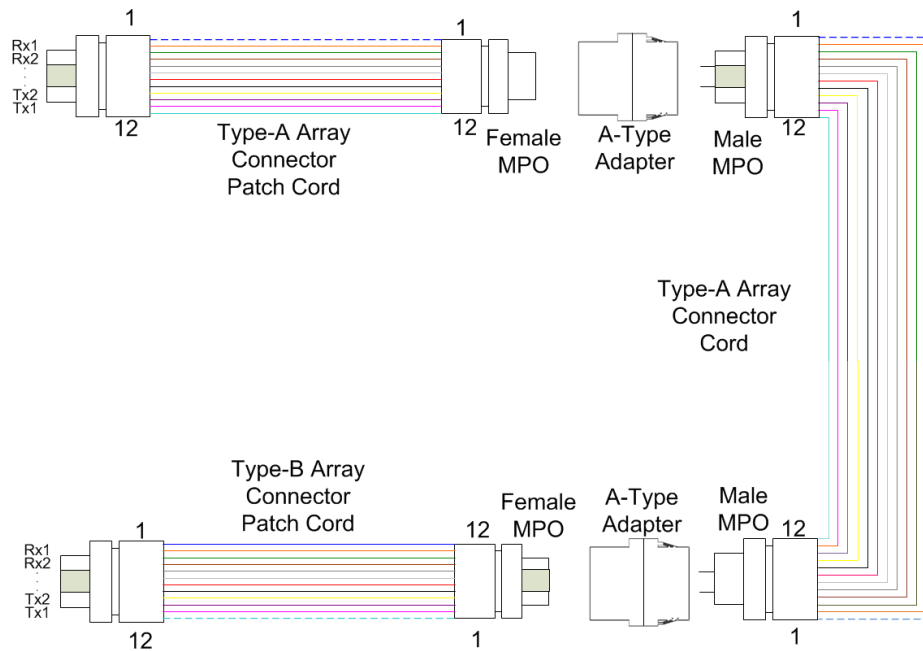 1
1
1
Rx1
Rx2
:
Tx2
Tx1
12
12
12
Type-A Array
Connector
Patch Cord
Female
MPO
A-Type
Adapter
Male
MPO
Type-A Array
Connector
Cord
Type-B Array
Connector
Patch Cord
Female
MPO
A-Type
Adapter
Male
MPO
1
12
12
Rx1
Rx2
:
Tx2
Tx1
12
1
1